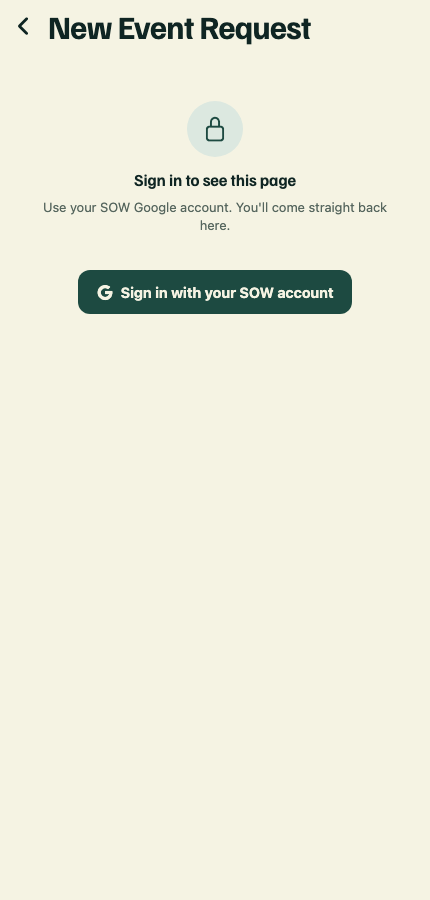 New Event Request
Sign in to see this page
Use your SOW Google account. You'll come straight back
here.
Sign in with your SOW account